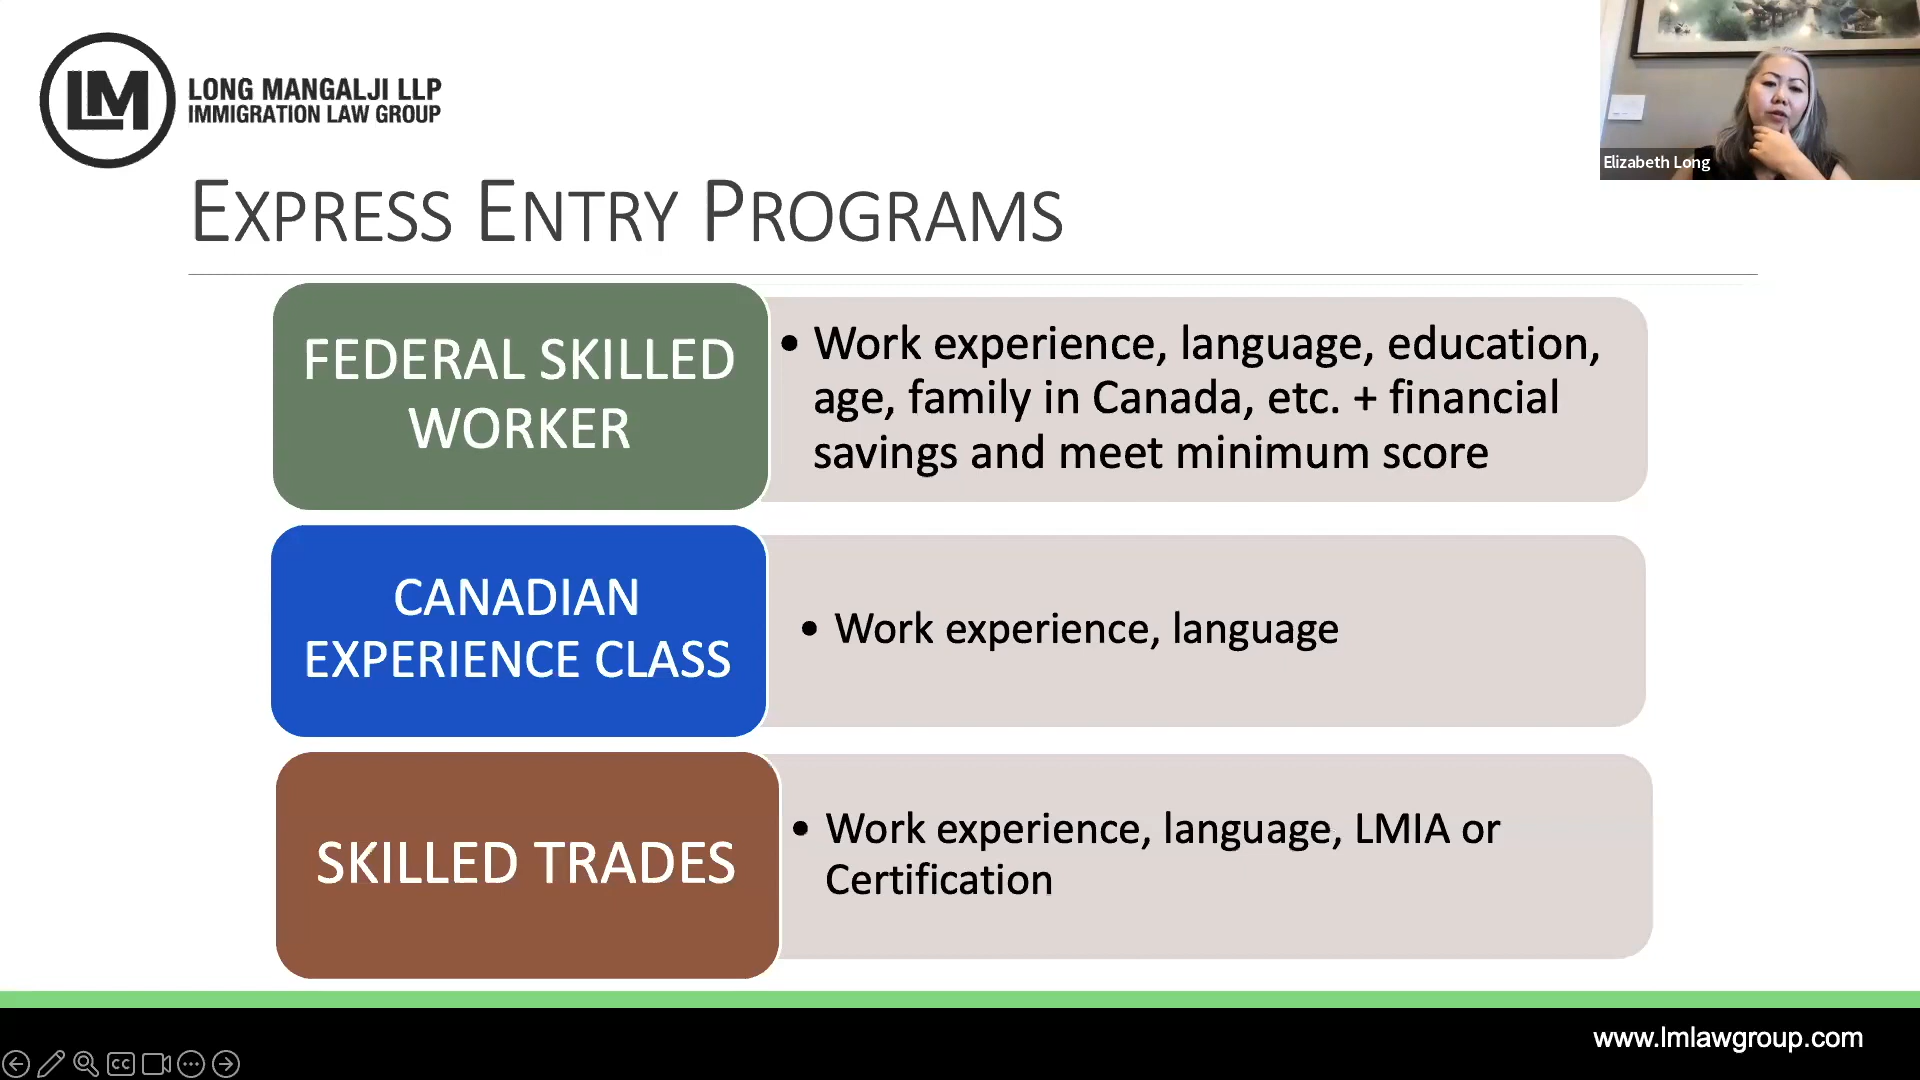 LM
LONG MANGALJI LLP
IMMIGRATION LAW GROUP
Elizabeth Long
EXPRESS ENTRY PROGRAMS
FEDERAL SKILLED
WORKER
• Work experience, language, education,
age, family in Canada, etc. + financial
savings and meet minimum score
CANADIAN
EXPERIENCE CLASS
• Work experience, language
SKILLED TRADES
• Work experience, language, LMIA or
Certification
www.lmlawgroup.com
CC